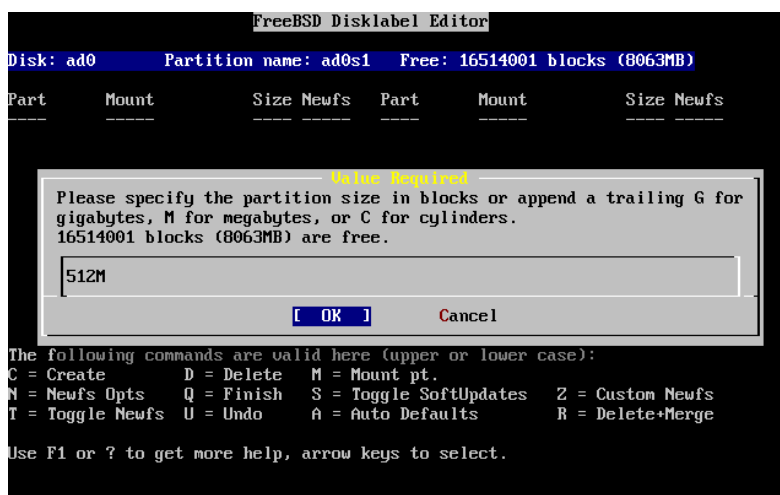 FreeBSD Disklabel Editor
Disk: ad0 Partition name: ad0s1 Free: 16514001 blocks (8063MB)
Part Mount Size Newfs Part Mount Size Newfs
---- ----- ---- ----- ---- ----- ---- -----
Value Required
Please specify the partition size in blocks or append a trailing G for
gigabytes, M for megabytes, or C for cylinders.
16514001 blocks (8063MB) are free.
512M
[ OK ] Cancel
The following commands are valid here (upper or lower case):
C = Create D = Delete M = Mount pt.
N = Newfs Opts Q = Finish S = Toggle SoftUpdates Z = Custom Newfs
T = Toggle Newfs U = Undo A = Auto Defaults R = Delete+Merge
Use F1 or ? to get more help, arrow keys to select.